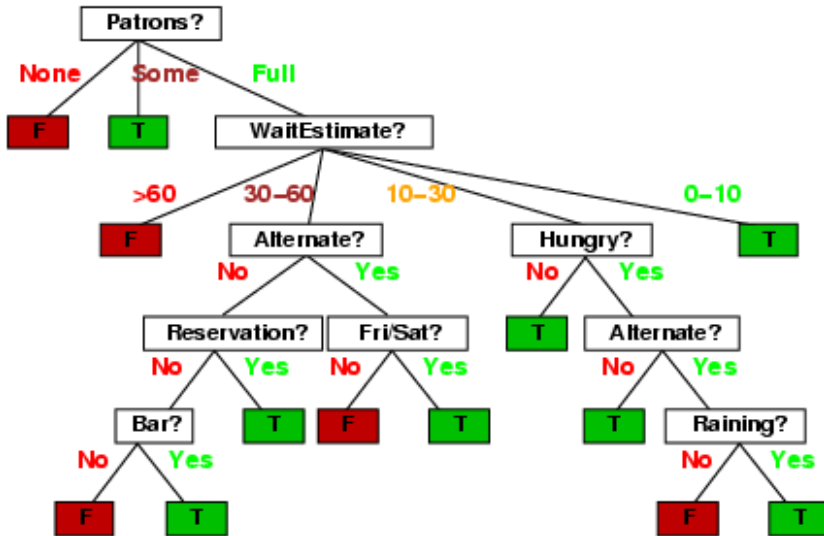 Patrons?
None Some Full
F T WaitEstimate?
>60 30–60 10–30 0–10
F Alternate? Hungry? T
No Yes No Yes
Reservation? Fri/Sat? T Alternate?
No Yes No Yes No Yes
Bar? T F T T Raining?
No Yes No Yes
F T F T